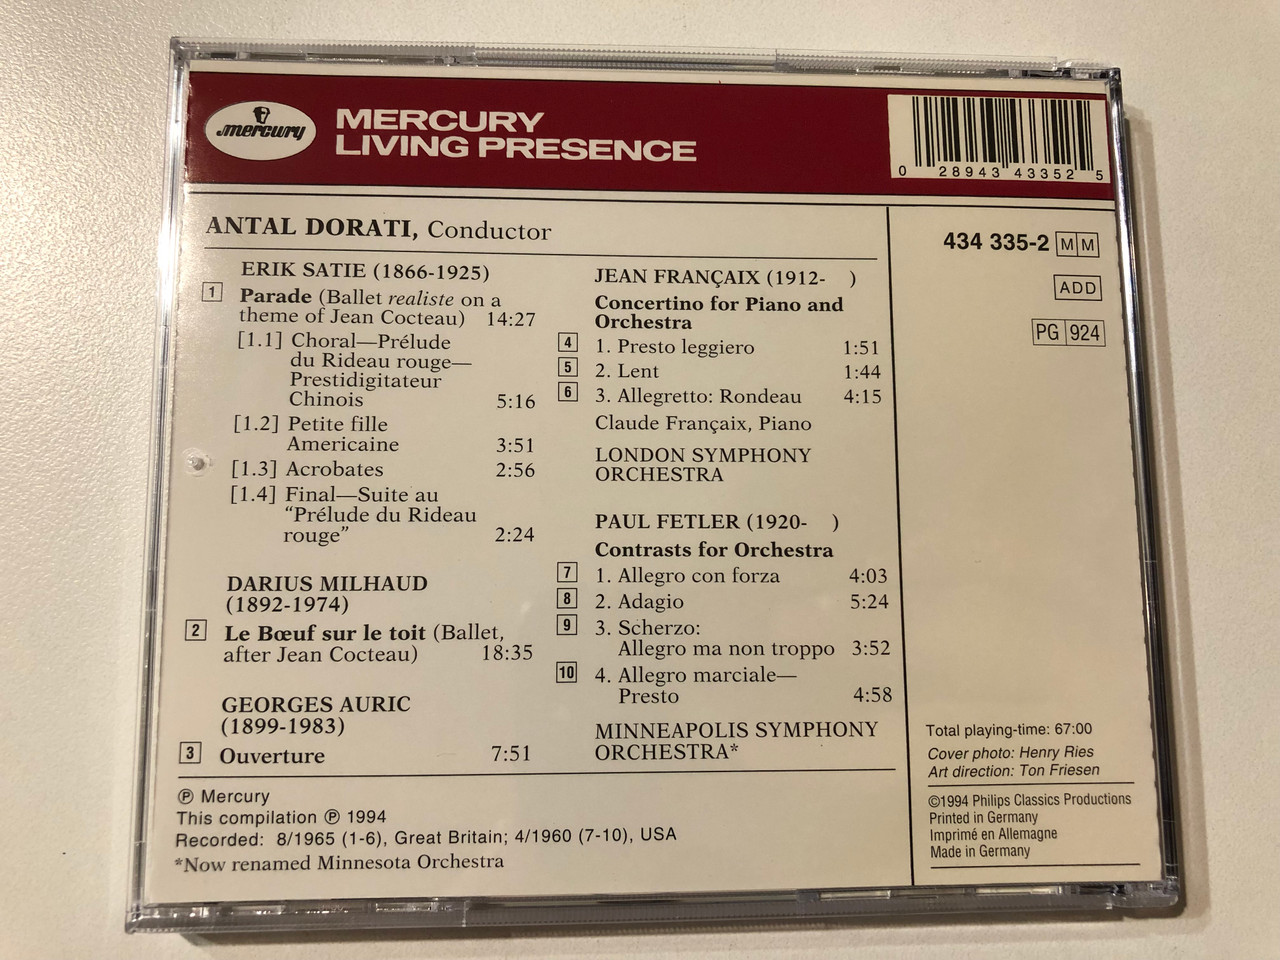 mercury
MERCURY
LIVING PRESENCE
0 28943 43352 5
ANTAL DORATI, Conductor
ERIK SATIE (1866-1925)
1 Parade (Ballet realiste on a
theme of Jean Cocteau) 14:27
[1.1] Choral—Prélude
du Rideau rouge—
Prestidigitateur
Chinois 5:16
[1.2] Petite fille
Americaine 3:51
[1.3] Acrobates 2:56
[1.4] Final—Suite au
“Prélude du Rideau
rouge” 2:24
DARIUS MILHAUD
(1892-1974)
2 Le Bœuf sur le toit (Ballet,
after Jean Cocteau) 18:35
GEORGES AURIC
(1899-1983)
3 Ouverture 7:51
JEAN FRANÇAIX (1912- )
Concertino for Piano and
Orchestra
4 1. Presto leggiero 1:51
5 2. Lent 1:44
6 3. Allegretto: Rondeau 4:15
Claude Françaix, Piano
LONDON SYMPHONY
ORCHESTRA
PAUL FETLER (1920- )
Contrasts for Orchestra
7 1. Allegro con forza 4:03
8 2. Adagio 5:24
9 3. Scherzo:
Allegro ma non troppo 3:52
10 4. Allegro marciale—
Presto 4:58
MINNEAPOLIS SYMPHONY
ORCHESTRA*
434 335-2 M M
ADD
PG 924
Total playing-time: 67:00
Cover photo: Henry Ries
Art direction: Ton Friesen
©1994 Philips Classics Productions
Printed in Germany
Imprimé en Allemagne
Made in Germany
℗ Mercury
This compilation ℗ 1994
Recorded: 8/1965 (1-6), Great Britain; 4/1960 (7-10), USA
*Now renamed Minnesota Orchestra